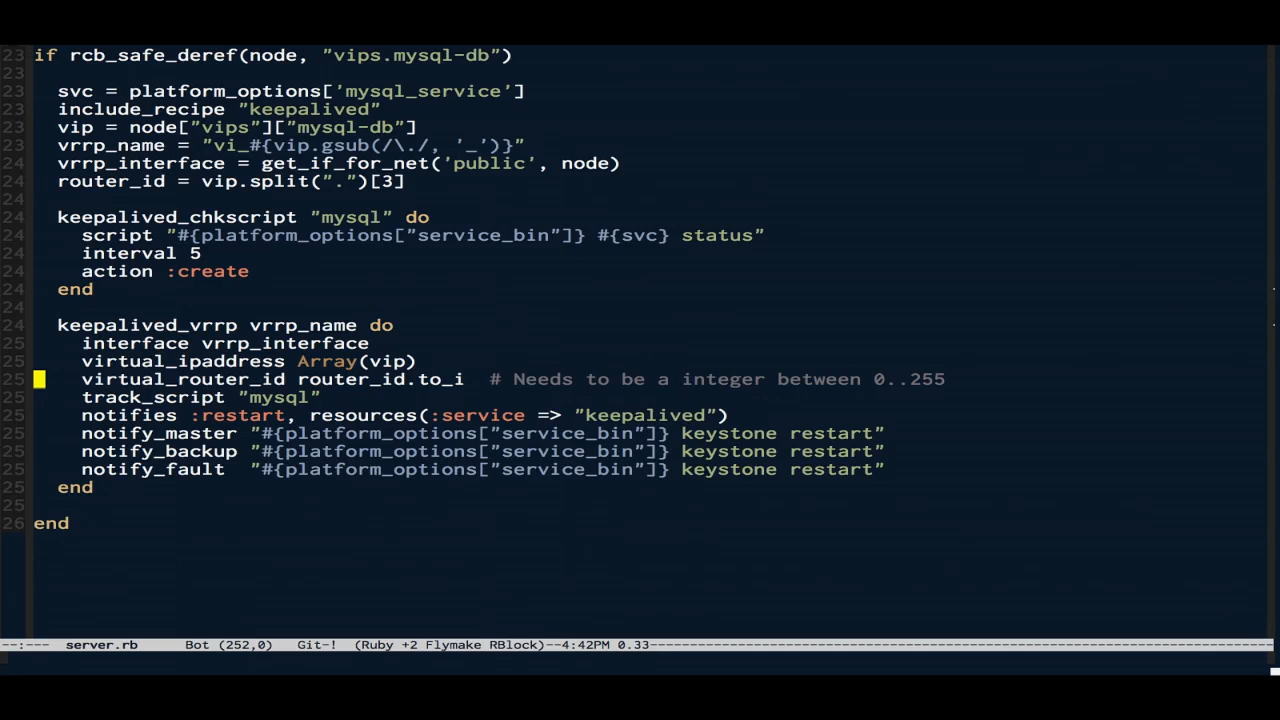 23 if rcb_safe_deref(node, "vips.mysql-db")
23
23   svc = platform_options['mysql_service']
23   include_recipe "keepalived"
23   vip = node["vips"]["mysql-db"]
23   vrrp_name = "vi_#{vip.gsub(/\./, '_')}"
24   vrrp_interface = get_if_for_net('public', node)
24   router_id = vip.split(".")[3]
24
24   keepalived_chkscript "mysql" do
24     script "#{platform_options["service_bin"]} #{svc} status"
24     interval 5
24     action :create
24   end
24
24   keepalived_vrrp vrrp_name do
25     interface vrrp_interface
25     virtual_ipaddress Array(vip)
25     virtual_router_id router_id.to_i  # Needs to be a integer between 0..255
25     track_script "mysql"
25     notifies :restart, resources(:service => "keepalived")
25     notify_master "#{platform_options["service_bin"]} keystone restart"
25     notify_backup "#{platform_options["service_bin"]} keystone restart"
25     notify_fault  "#{platform_options["service_bin"]} keystone restart"
25   end
25
26 end
--:---  server.rb      Bot (252,0)   Git-!  (Ruby +2 Flymake RBlock)--4:42PM 0.33----------------------------------------------------